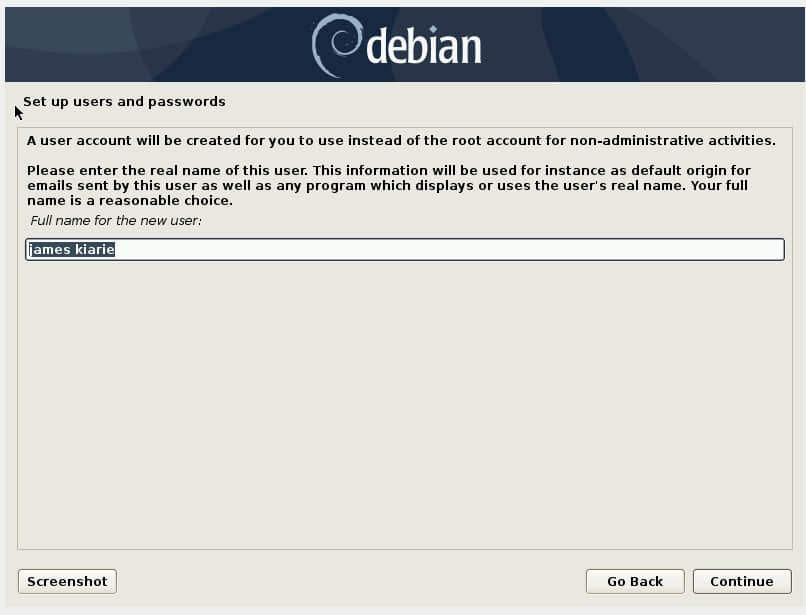 debian
Set up users and passwords
A user account will be created for you to use instead of the root account for non-administrative activities.
Please enter the real name of this user. This information will be used for instance as default origin for
emails sent by this user as well as any program which displays or uses the user's real name. Your full
name is a reasonable choice.
Full name for the new user:
james kiarie
Screenshot
Go Back
Continue